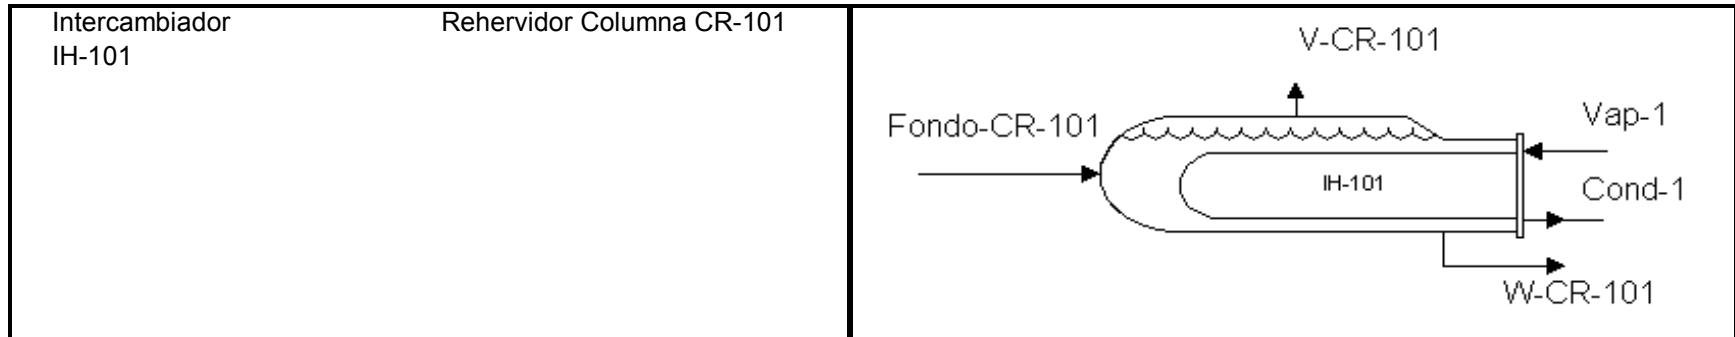 Intercambiador Rehervidor Columna CR-101
IH-101
V-CR-101
Fondo-CR-101
Vap-1
IH-101
Cond-1
W-CR-101